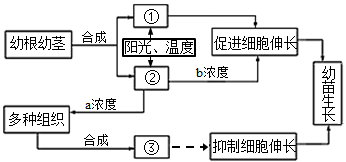 ①
幼根幼茎
合成
阳光、温度
促进细胞伸长
②
b浓度
a浓度
幼苗生长
多种组织
合成
③
抑制细胞伸长